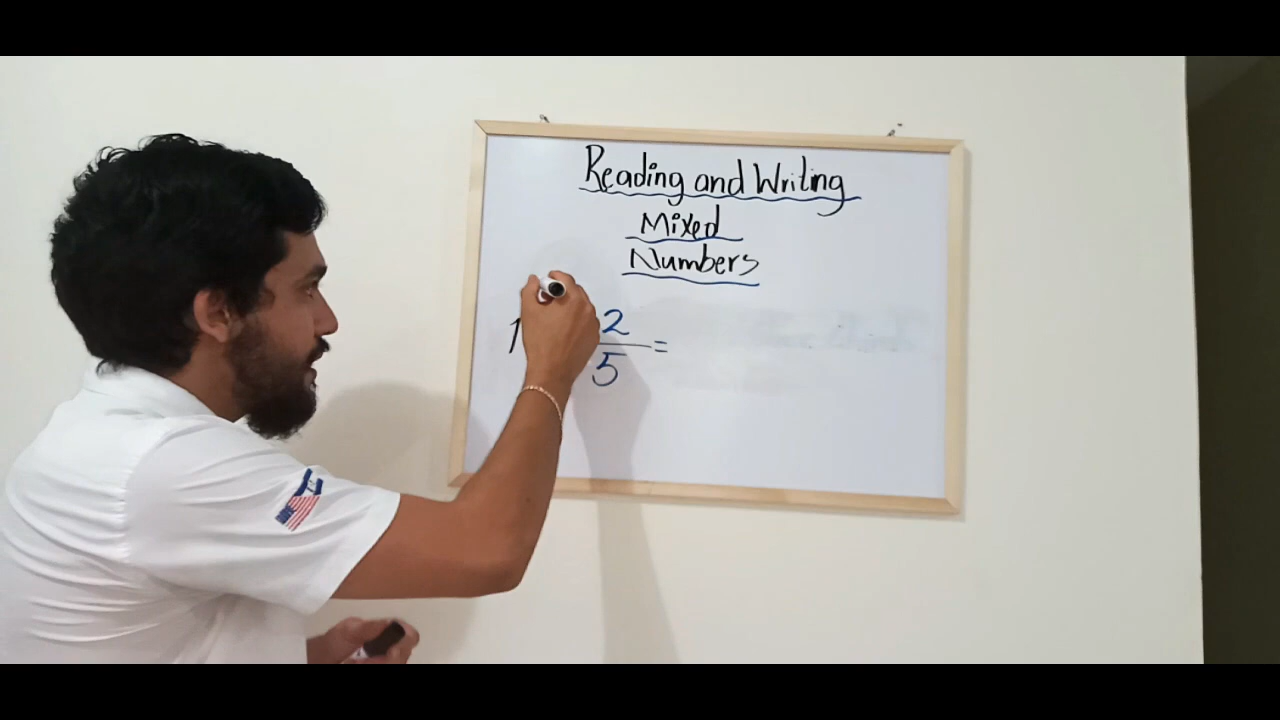 Reading and Writing
Mixed
Numbers
1 2/5 =